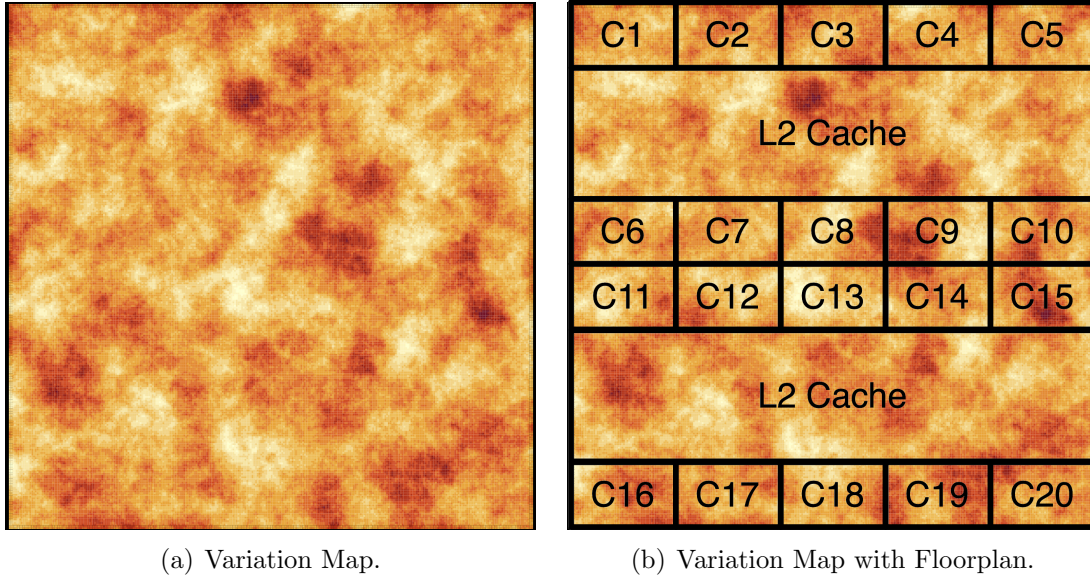 C1 C2 C3 C4 C5
L2 Cache
C6 C7 C8 C9 C10
C11 C12 C13 C14 C15
L2 Cache
C16 C17 C18 C19 C20
(a) Variation Map.
(b) Variation Map with Floorplan.